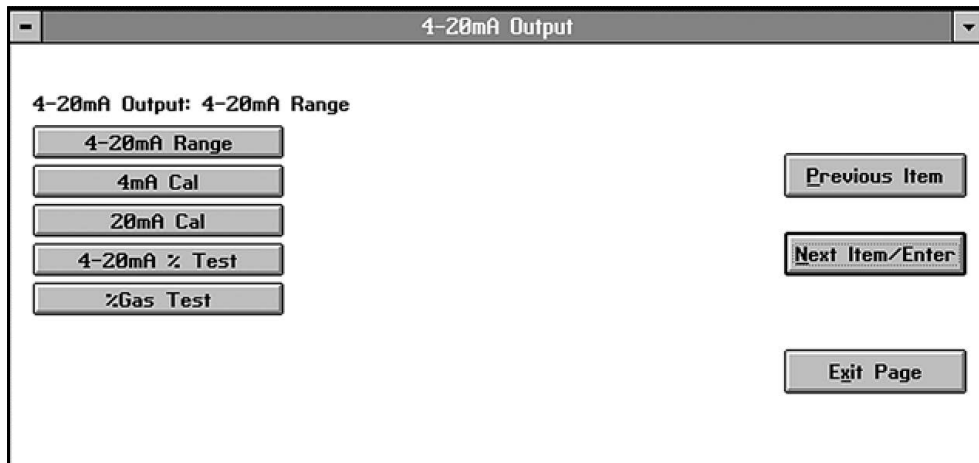 4-20mA Output
4-20mA Output: 4-20mA Range
4-20mA Range
4mA Cal
20mA Cal
4-20mA % Test
%Gas Test
Previous Item
Next Item/Enter
Exit Page